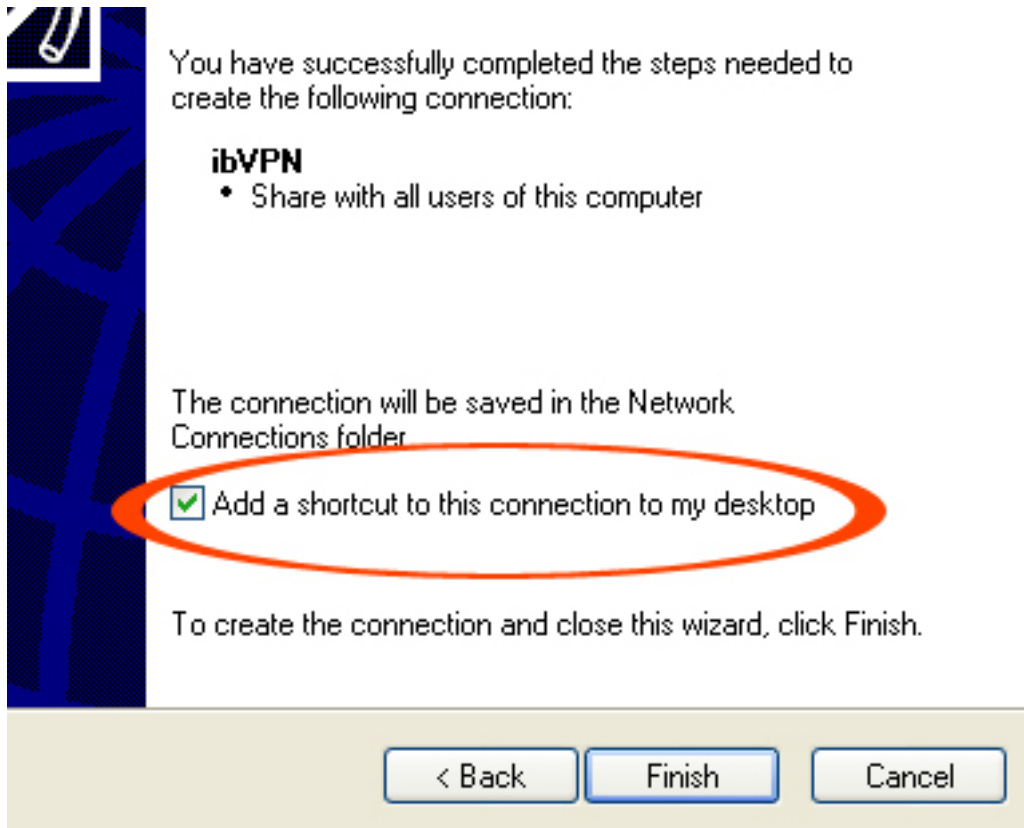 You have successfully completed the steps needed to
create the following connection:
ibVPN
• Share with all users of this computer
The connection will be saved in the Network
Connections folder.
Add a shortcut to this connection to my desktop
To create the connection and close this wizard, click Finish.
< Back
Finish
Cancel